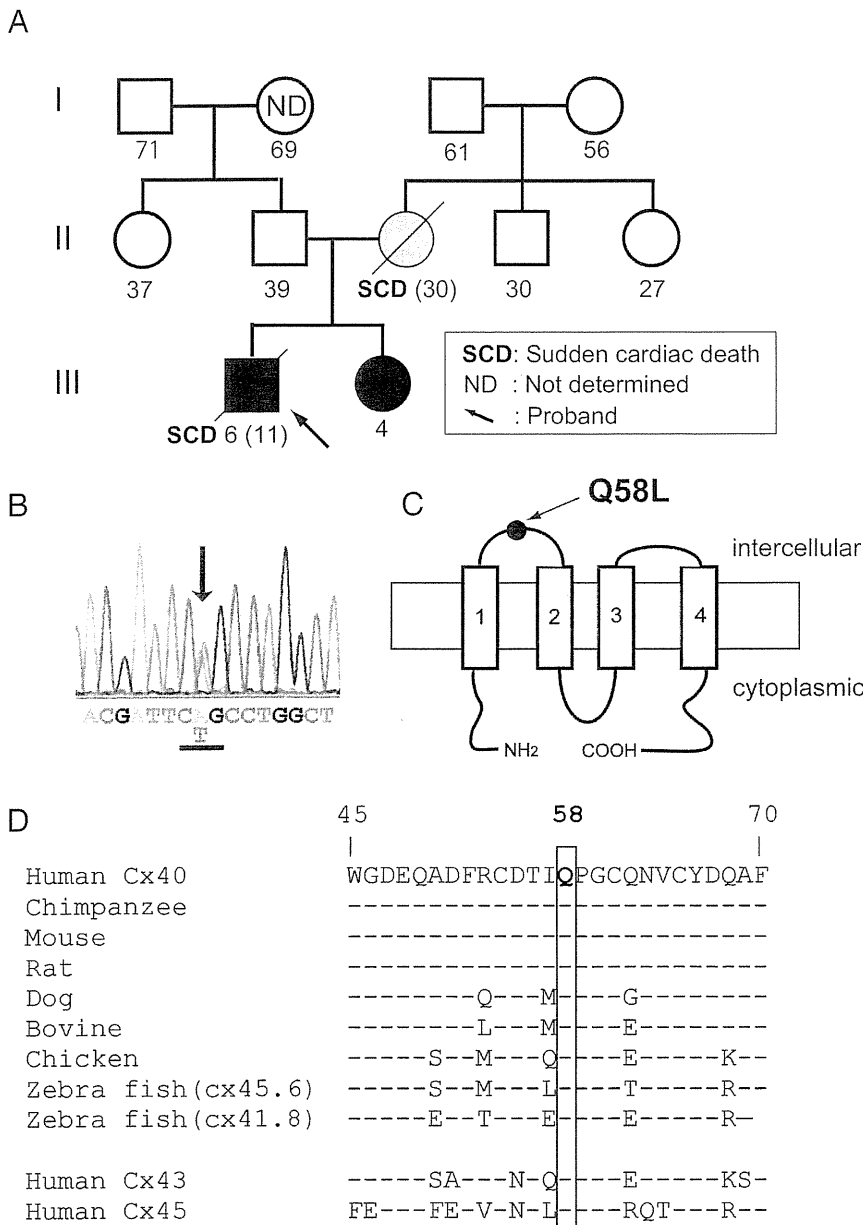 A
I
ND
71
69
61
56
II
37
39
SCD (30)
30
27
III
SCD 6 (11)
4
SCD: Sudden cardiac death
ND : Not determined
: Proband
B
ACGATTCAGCCTGGCT
T
C
Q58L
intercellular
1
2
3
4
cytoplasmic
NH2
COOH
D
45 58 70
Human Cx40 WGDEQADFRCDTIQPGCQNVCYDQAF
Chimpanzee --------------------------
Mouse --------------------------
Rat --------------------------
Dog --------Q---M----G--------
Bovine --------L---M----E--------
Chicken -----S--M---Q----E-----K--
Zebra fish(cx45.6) -----S--M---L----T-----R--
Zebra fish(cx41.8) -----E--T---E----E-----R-
Human Cx43 -----SA---N-Q----E-----KS-
Human Cx45 FE---FE-V-N-L----RQT---R--